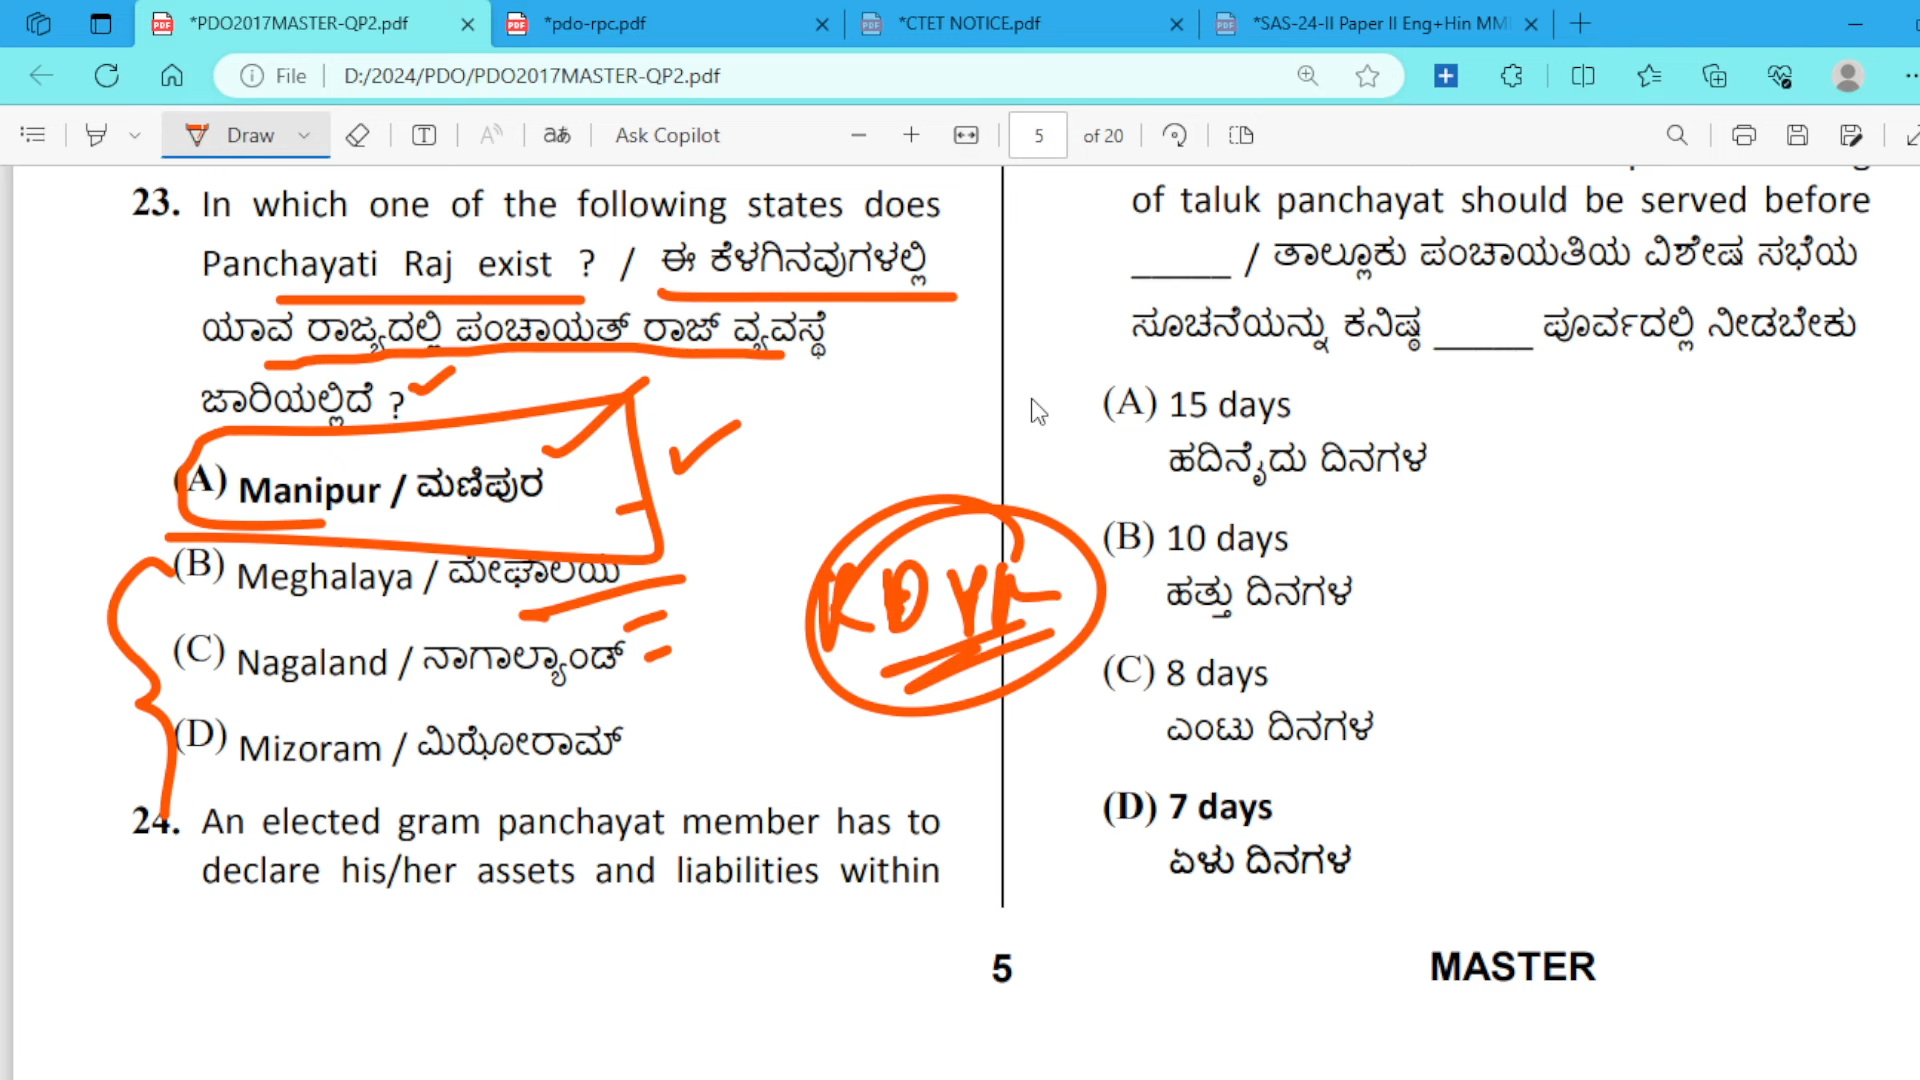 *PDO2017MASTER-QP2.pdf
*pdo-rpc.pdf
*CTET NOTICE.pdf
*SAS-24-II Paper II Eng+Hin MM
File
D:/2024/PDO/PDO2017MASTER-QP2.pdf
Draw
Ask Copilot
5 of 20
23. In which one of the following states does
Panchayati Raj exist ? / ಈ ಕೆಳಗಿನವುಗಳಲ್ಲಿ
ಯಾವ ರಾಜ್ಯದಲ್ಲಿ ಪಂಚಾಯತ್ ರಾಜ್ ವ್ಯವಸ್ಥೆ
ಜಾರಿಯಲ್ಲಿದೆ ?
(A) Manipur / ಮಣಿಪುರ
(B) Meghalaya / ಮೇಘಾಲಯ
(C) Nagaland / ನಾಗಾಲ್ಯಾಂಡ್
(D) Mizoram / ಮಿಝೋರಾಮ್
24. An elected gram panchayat member has to
declare his/her assets and liabilities within
of taluk panchayat should be served before
_____ / ತಾಲ್ಲೂಕು ಪಂಚಾಯತಿಯ ವಿಶೇಷ ಸಭೆಯ
ಸೂಚನೆಯನ್ನು ಕನಿಷ್ಠ _____ ಪೂರ್ವದಲ್ಲಿ ನೀಡಬೇಕು
(A) 15 days
ಹದಿನೈದು ದಿನಗಳ
(B) 10 days
ಹತ್ತು ದಿನಗಳ
(C) 8 days
ಎಂಟು ದಿನಗಳ
(D) 7 days
ಏಳು ದಿನಗಳ
5
MASTER